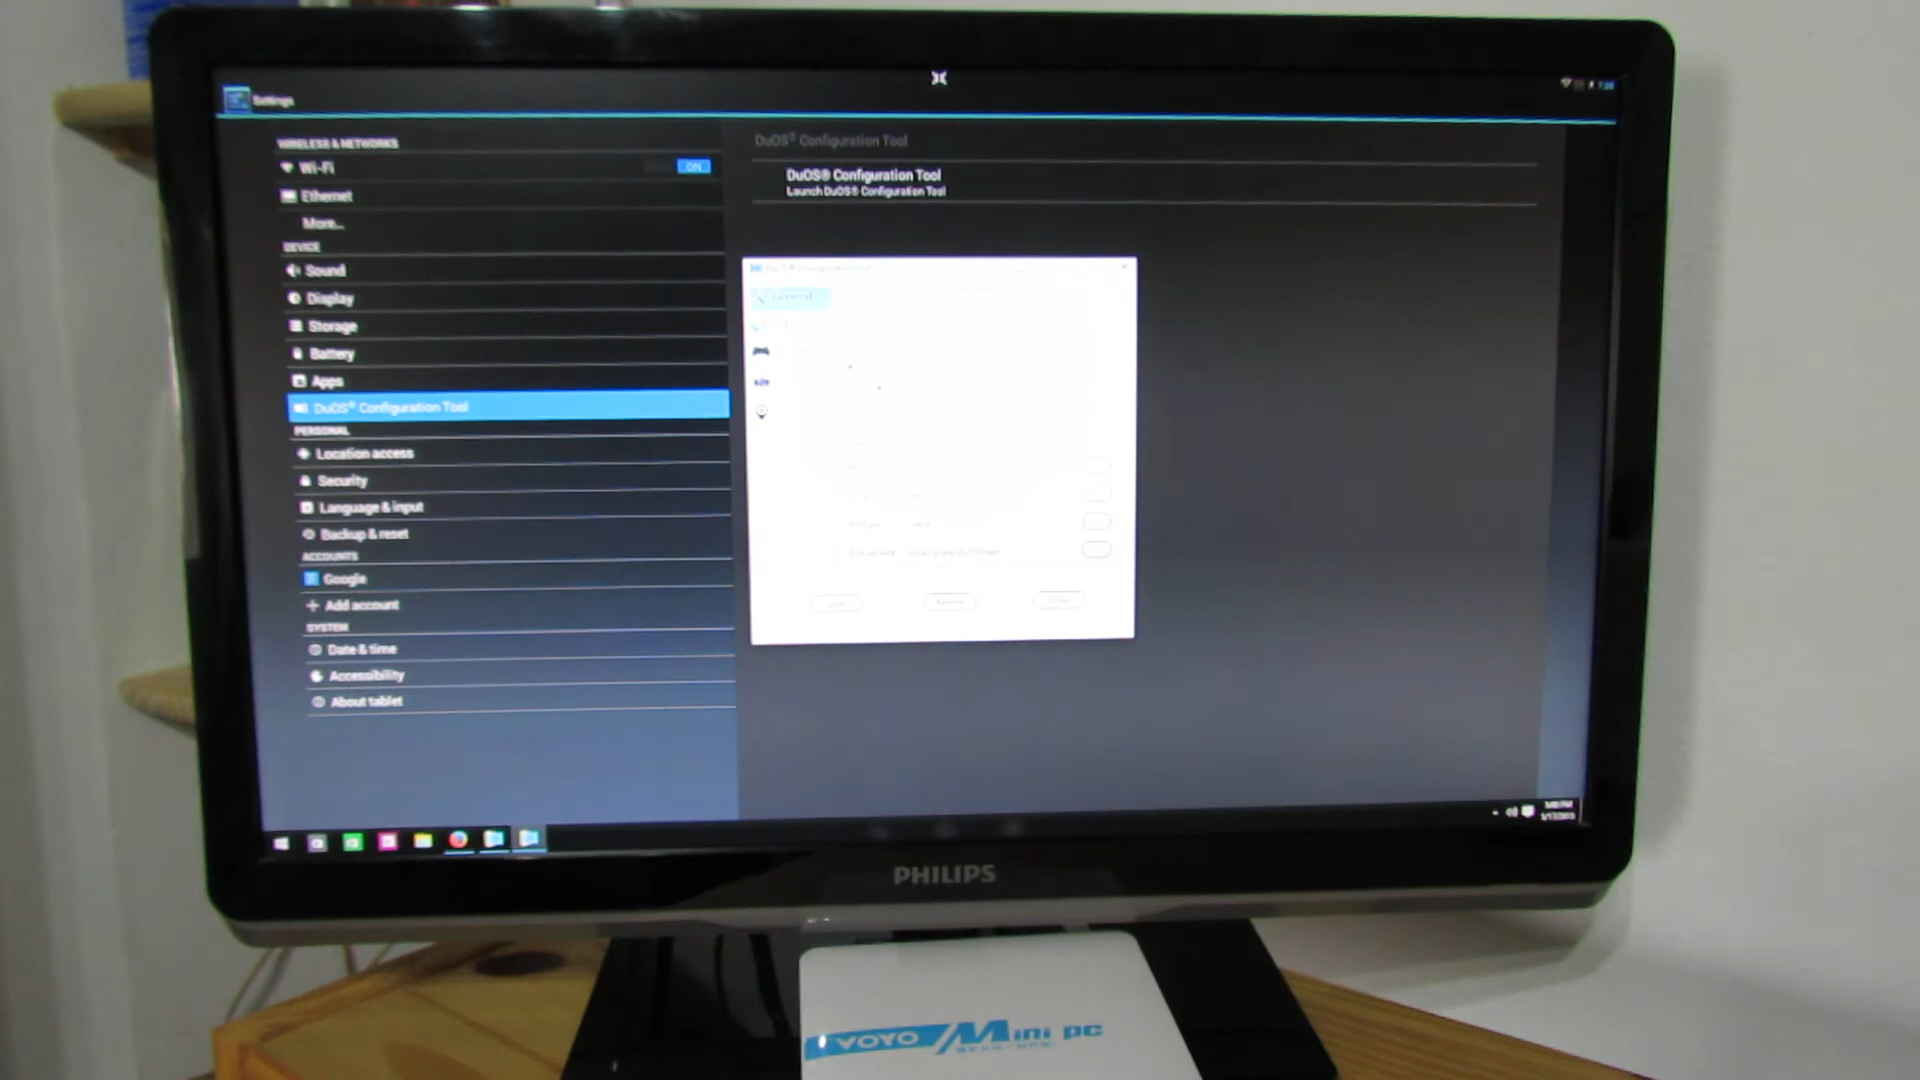 Settings
WIRELESS & NETWORKS
Wi-Fi
ON
Ethernet
More...
DEVICE
Sound
Display
Storage
Battery
Apps
DuOS® Configuration Tool
PERSONAL
Location access
Security
Language & input
Backup & reset
ACCOUNTS
Google
Add account
SYSTEM
Date & time
Accessibility
About tablet
DuOS® Configuration Tool
DuOS® Configuration Tool
Launch DuOS® Configuration Tool
PHILIPS
VOYO Mini PC